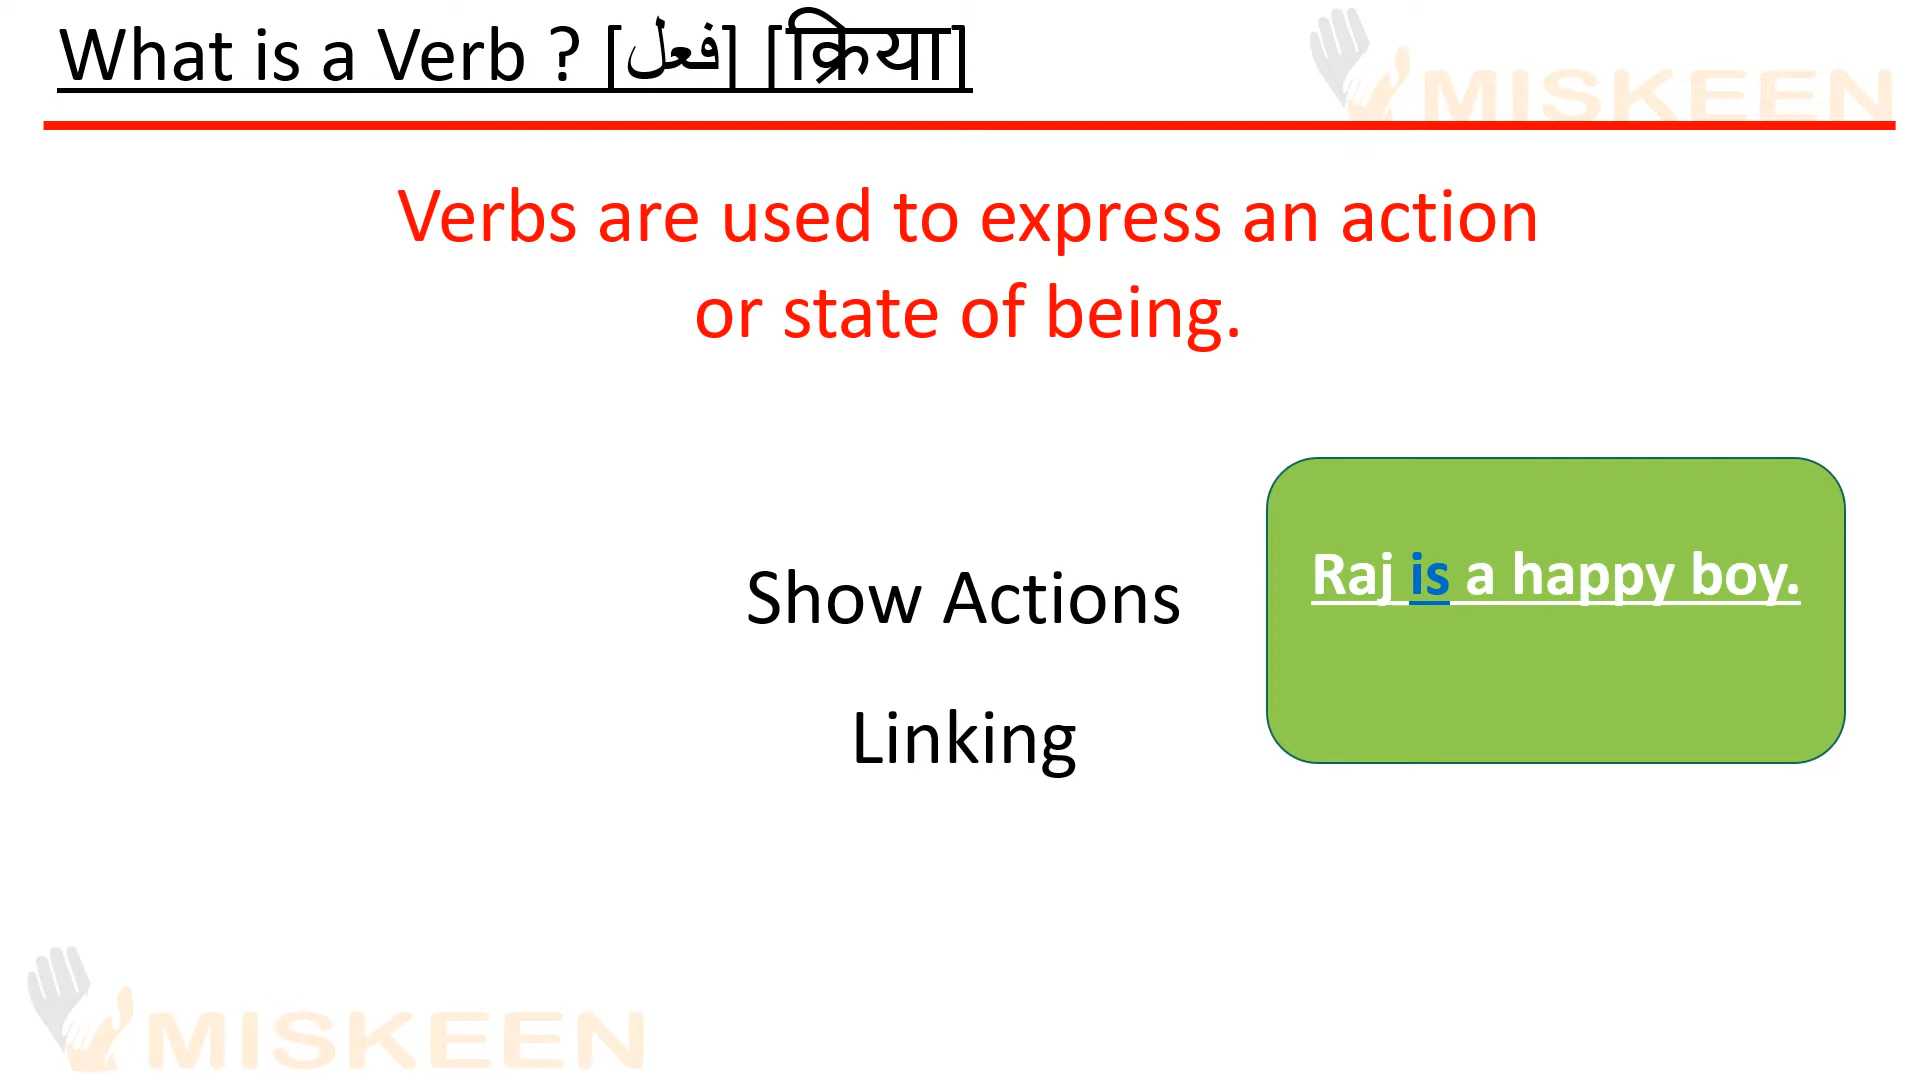 What is a Verb ? [فعل] [क्रिया]
MISKEEN
Verbs are used to express an action
or state of being.
Raj is a happy boy.
Show Actions
Linking
MISKEEN